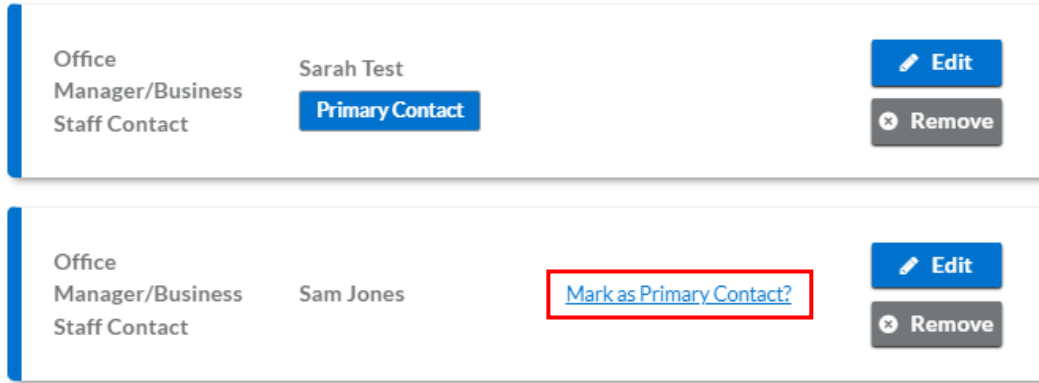 Office
Manager/Business
Staff Contact
Sarah Test
Primary Contact
Edit
Remove
Office
Manager/Business
Staff Contact
Sam Jones
Mark as Primary Contact?
Edit
Remove